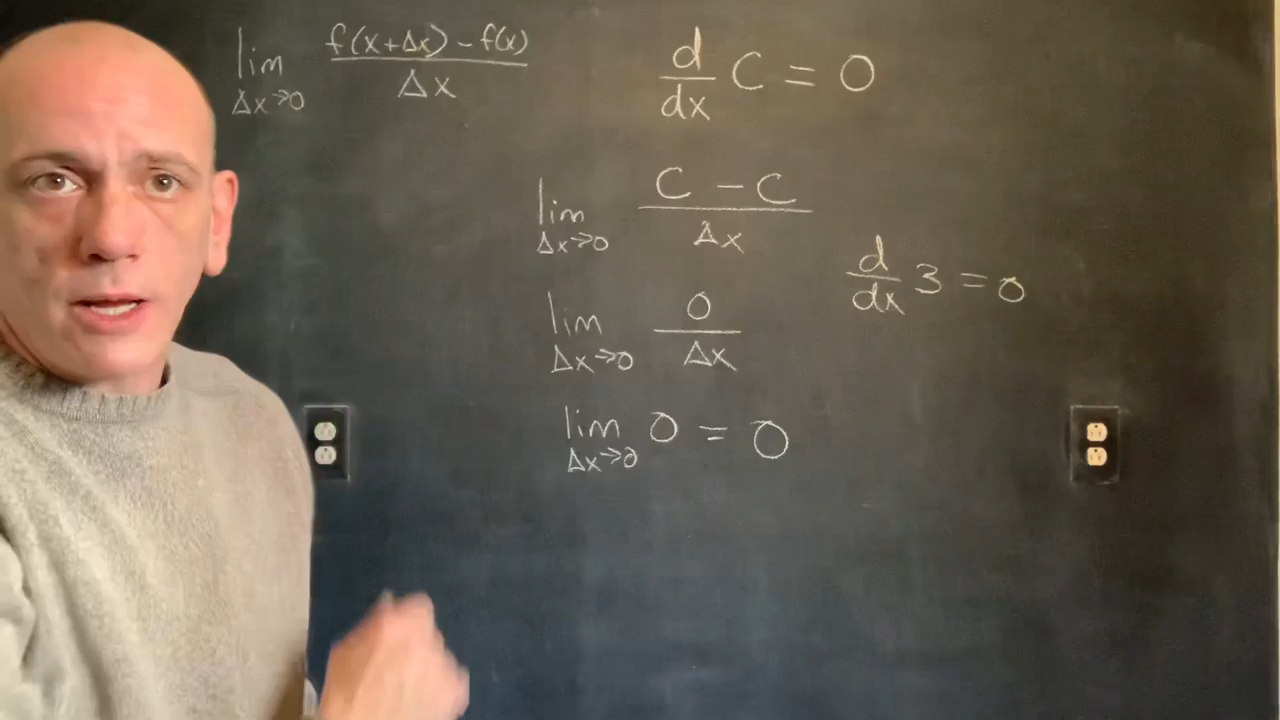 lim Δx→0 f(x+Δx) - f(x) / Δx
d/dx C = 0
lim Δx→0 C - C / Δx
d/dx 3 = 0
lim Δx→0 0 / Δx
lim Δx→0 0 = 0